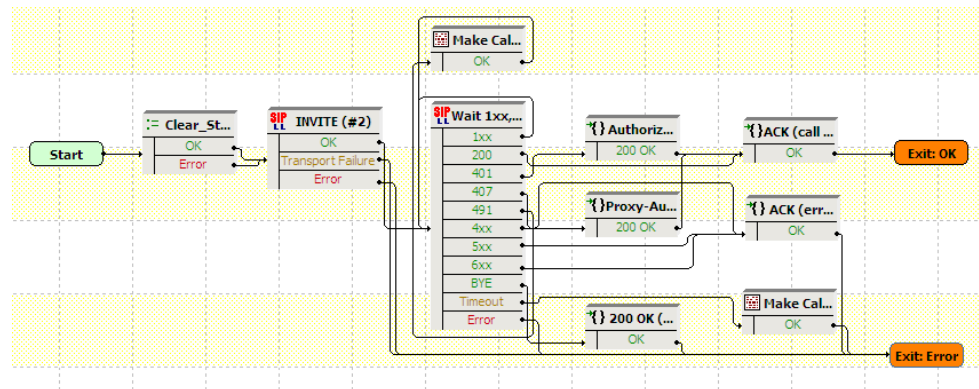 Make Cal...
OK
Start
:= Clear_St...
OK
Error
SIP LL INVITE (#2)
OK
Transport Failure
Error
SIP LL Wait 1xx,...
1xx
200
401
407
491
4xx
5xx
6xx
BYE
Timeout
Error
{} Authoriz...
200 OK
{}Proxy-Au...
200 OK
{} 200 OK (...
OK
{}ACK (call ...
OK
{} ACK (err...
OK
Make Cal...
OK
Exit: OK
Exit: Error